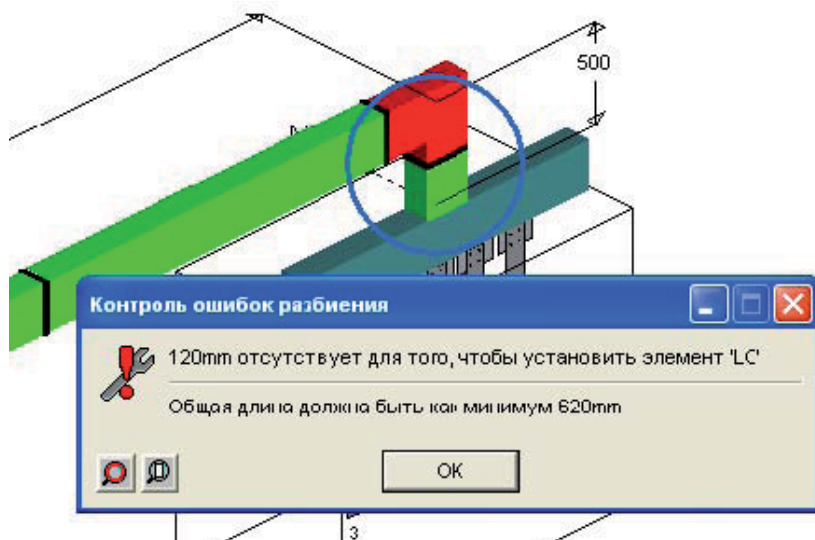 500
Контроль ошибок разбиения
120mm отсутствует для того, чтобы установить элемент 'LC'
Общая длина должна быть как минимум 620mm
OK
3